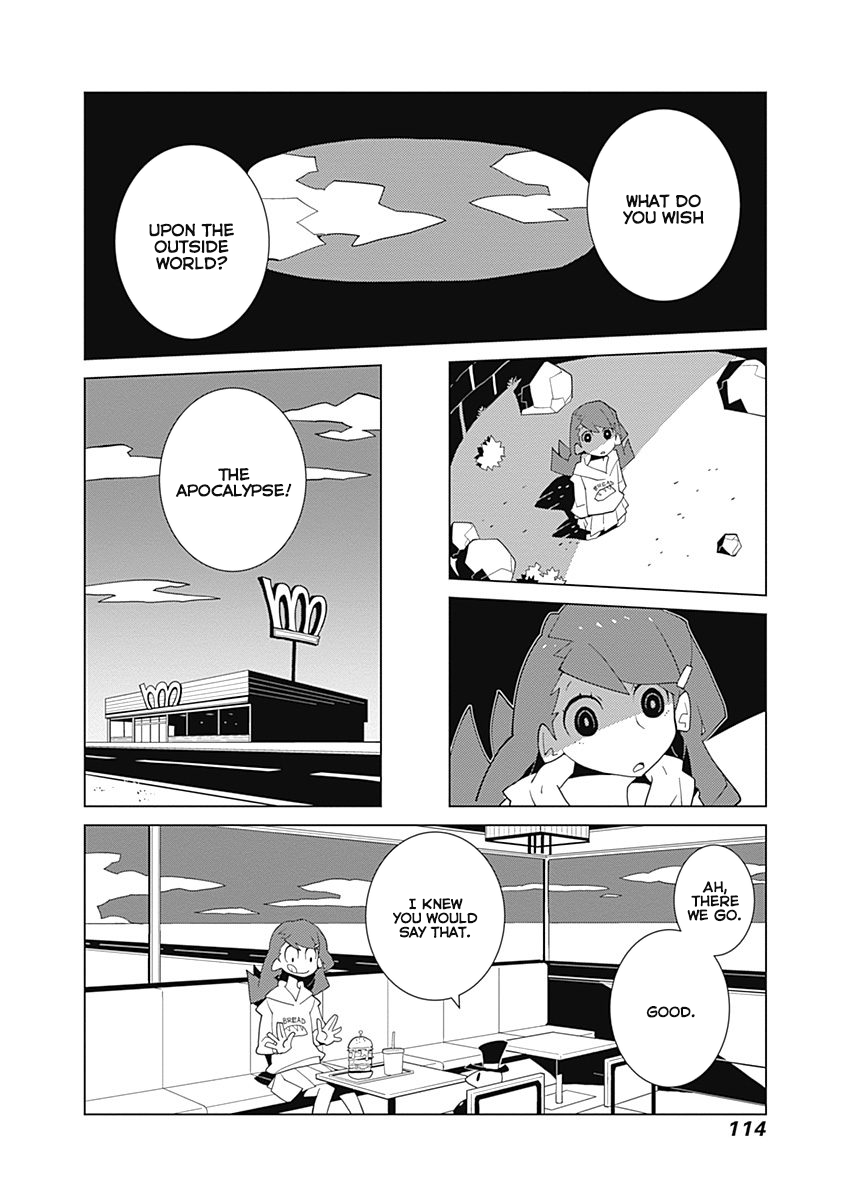 WHAT DO
YOU WISH
UPON THE
OUTSIDE
WORLD?
BREAD
THE
APOCALYPSE!
AH,
THERE
WE GO.
GOOD.
I KNEW
YOU WOULD
SAY THAT.
BREAD
114